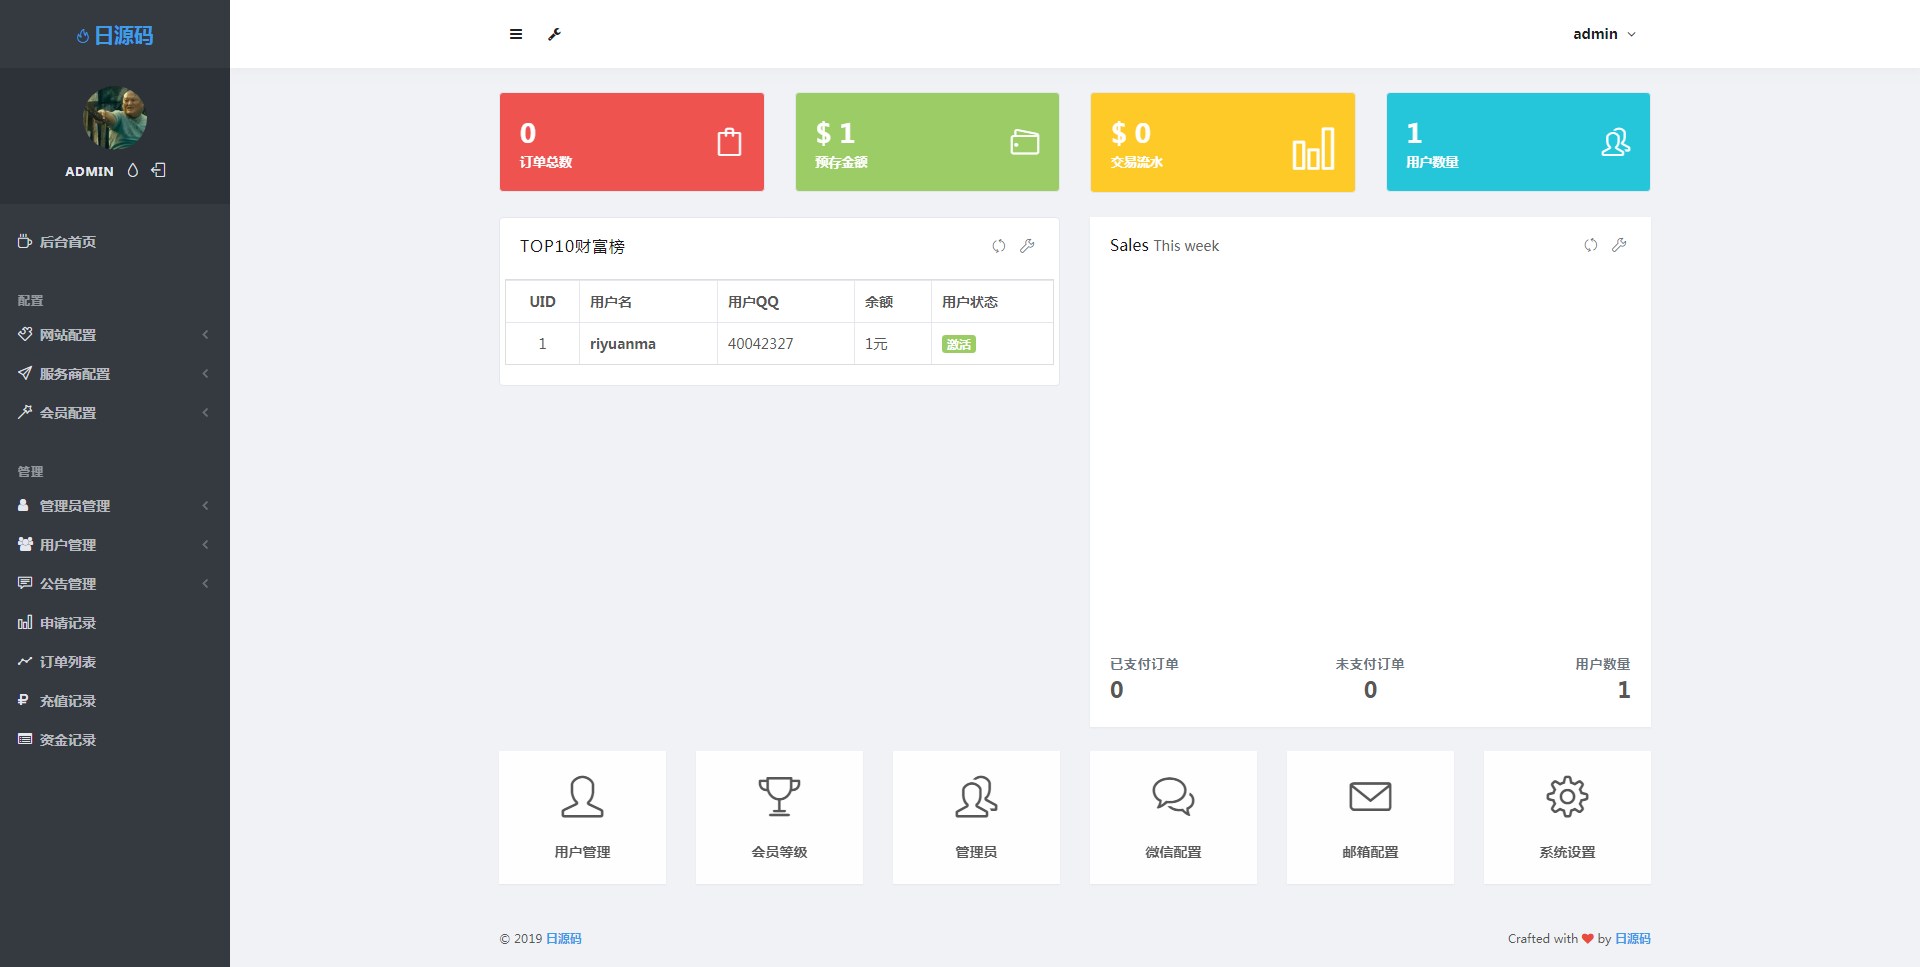 日源码
ADMIN
后台首页
配置
网站配置
服务商配置
会员配置
管理
管理员管理
用户管理
公告管理
申请记录
订单列表
充值记录
资金记录
admin
0
订单总数
$ 1
预存金额
$ 0
交易流水
1
用户数量
TOP10财富榜
UID 用户名 用户QQ 余额 用户状态
1 riyuanma 40042327 1元 激活
Sales This week
已支付订单 未支付订单 用户数量
0 0 1
用户管理 会员等级 管理员 微信配置 邮箱配置 系统设置
© 2019 日源码
Crafted with ❤ by 日源码